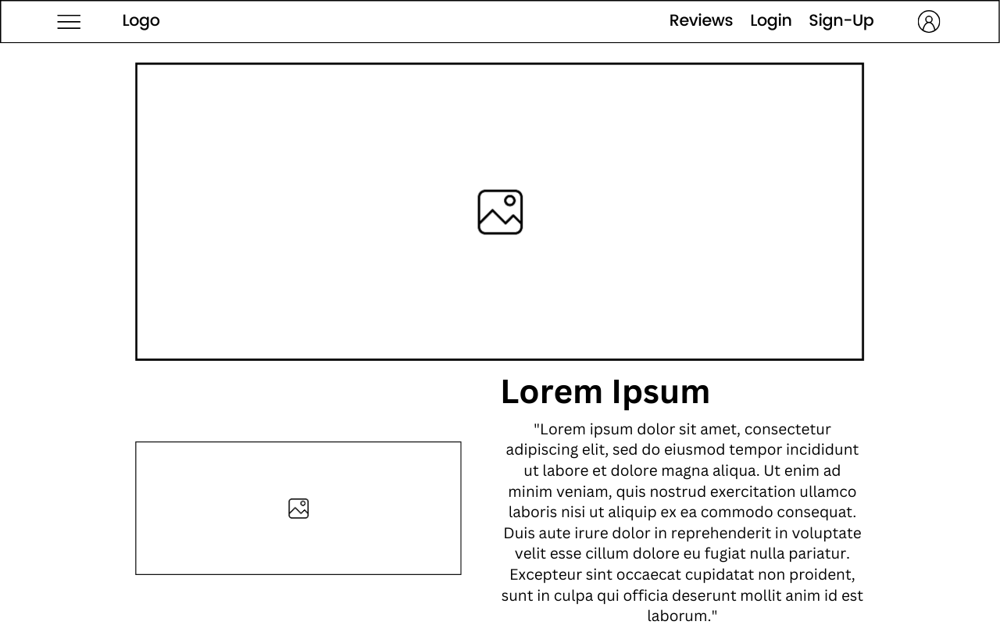 Logo
Reviews Login Sign-Up
Lorem Ipsum
"Lorem ipsum dolor sit amet, consectetur
adipiscing elit, sed do eiusmod tempor incididunt
ut labore et dolore magna aliqua. Ut enim ad
minim veniam, quis nostrud exercitation ullamco
laboris nisi ut aliquip ex ea commodo consequat.
Duis aute irure dolor in reprehenderit in voluptate
velit esse cillum dolore eu fugiat nulla pariatur.
Excepteur sint occaecat cupidatat non proident,
sunt in culpa qui officia deserunt mollit anim id est
laborum."